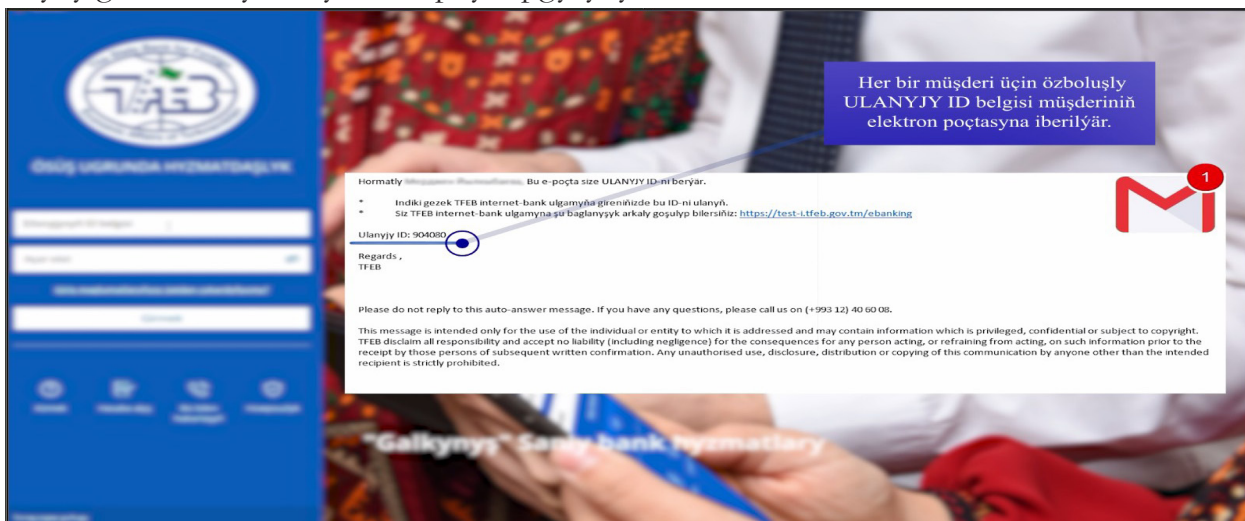 TFEB
ÖSÜŞ UGRUNDA HYZMATDAŞLYK
Her bir müşderi üçin özboluşly
ULANYJY ID belgisi müşderiniň
elektron poçtasyna iberilýär.
1
Hormatly Bu e-poçta size ULANYJY ID-ni berýär.
* Indiki gezek TFEB internet-bank ulgamyňa gireniňizde bu ID-ni ulanyň.
* Siz TFEB internet-bank ulgamyna şu baglanyşyk arkaly goşulyp bilersiňiz: https://test-i.tfeb.gov.tm/ebanking
Ulanyjy ID: 904080
Regards ,
TFEB
Please do not reply to this auto-answer message. If you have any questions, please call us on (+993 12) 40 60 08.
This message is intended only for the use of the individual or entity to which it is addressed and may contain information which is privileged, confidential or subject to copyright.
TFEB disclaim all responsibility and accept no liability (including negligence) for the consequences for any person acting, or refraining from acting, on such information prior to the
receipt by those persons of subsequent written confirmation. Any unauthorised use, disclosure, distribution or copying of this communication by anyone other than the intended
recipient is strictly prohibited.
"Galkynyş" Sanly bank hyzmatlary